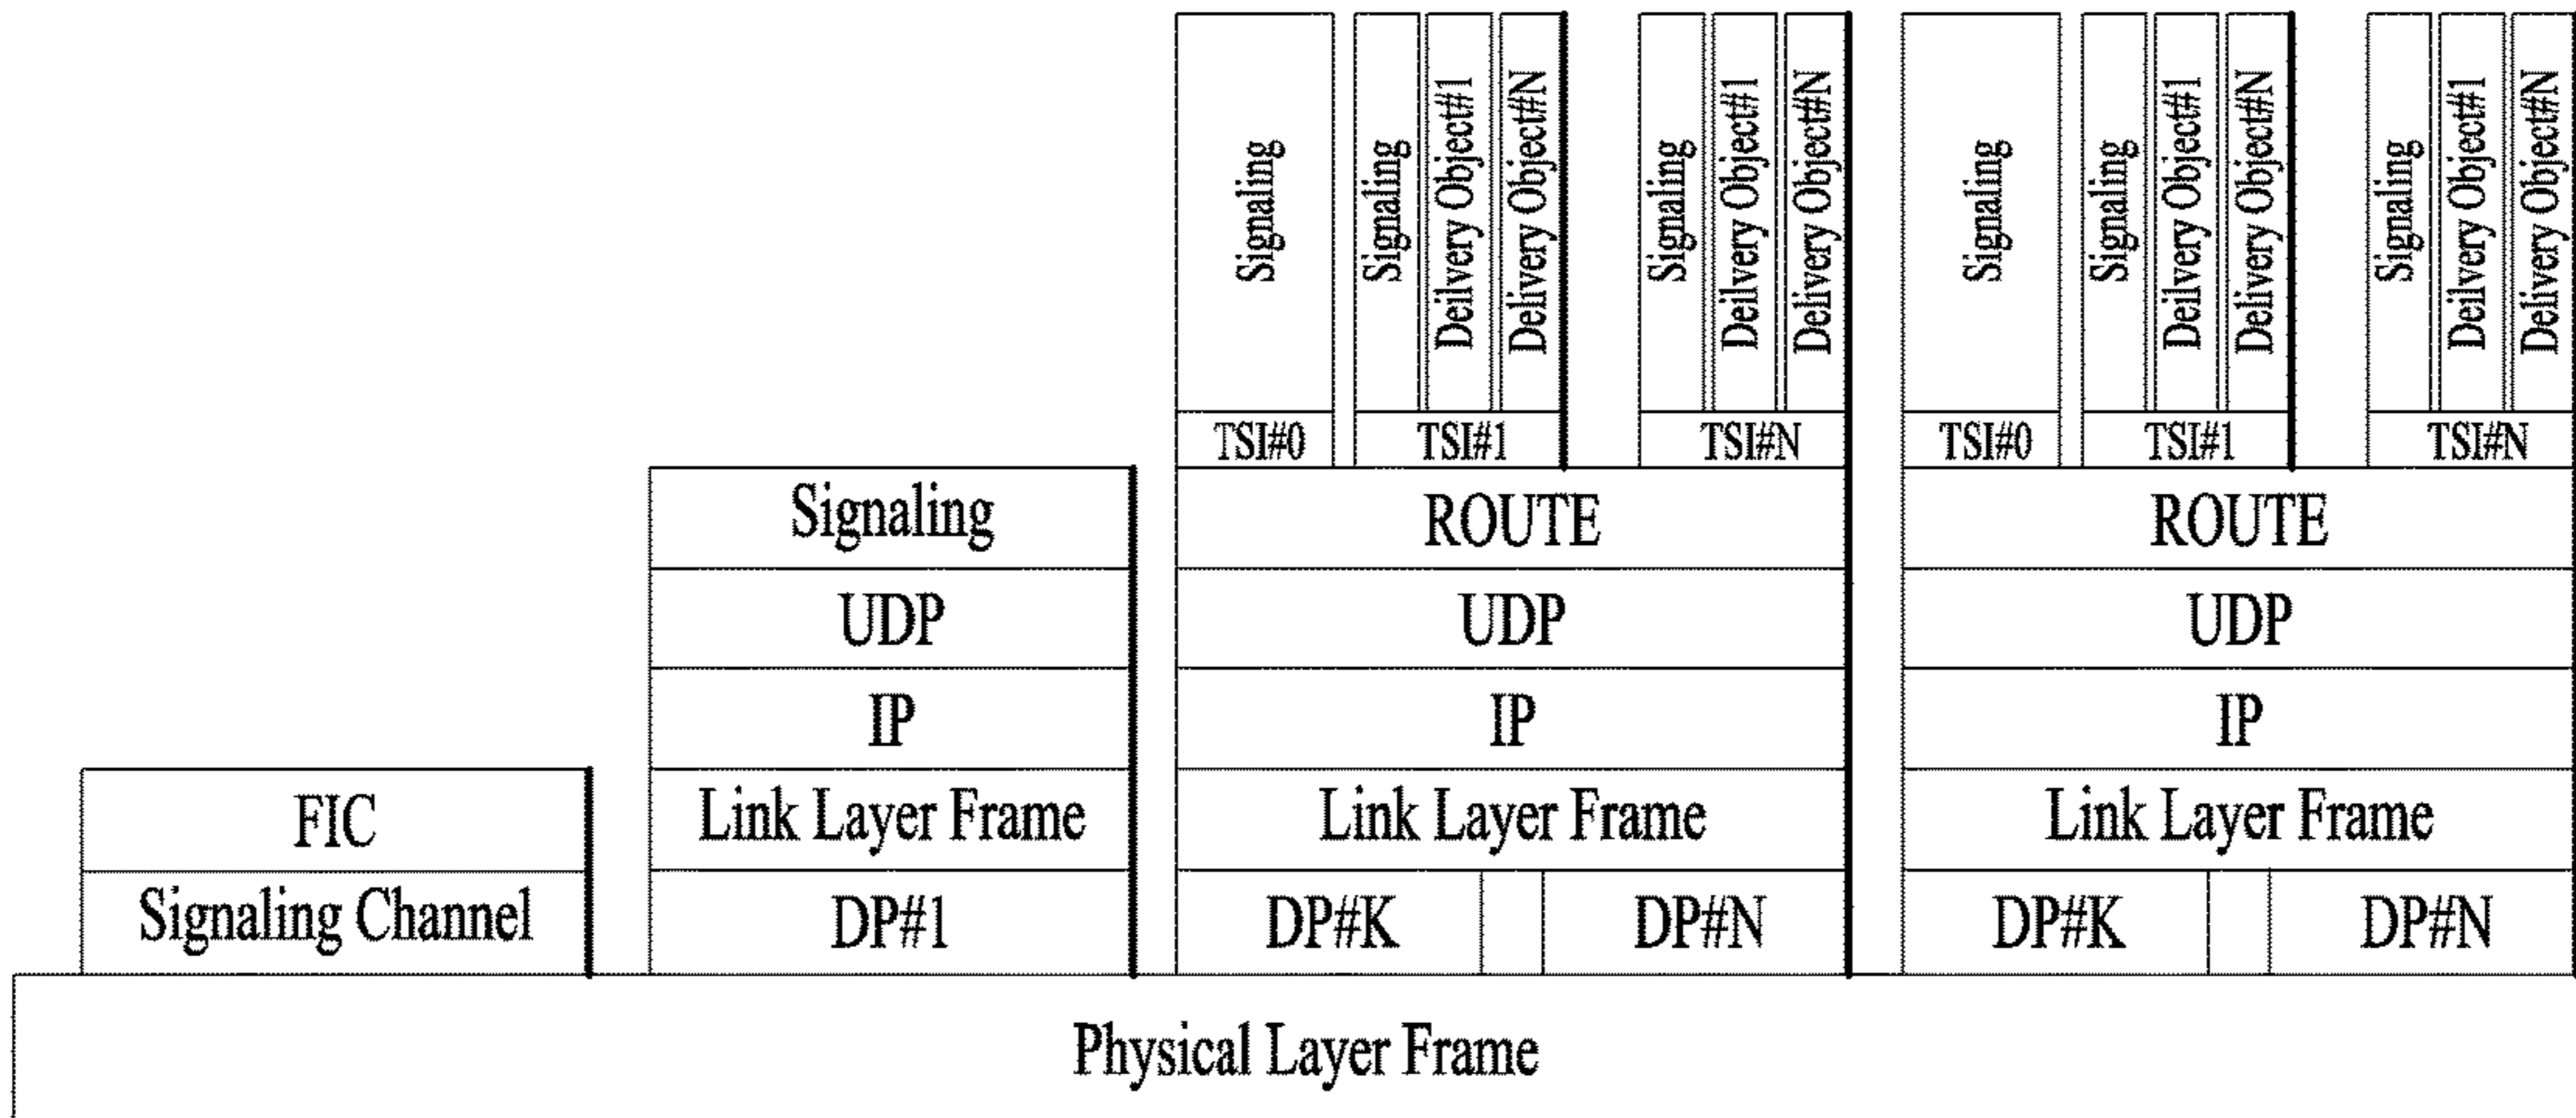 Signaling
Signaling
Deilvery Object#1
Delivery Object#N
Signaling
Deilvery Object#1
Delivery Object#N
Signaling
Signaling
Deilvery Object#1
Delivery Object#N
Signaling
Deilvery Object#1
Delivery Object#N
TSI#0
TSI#1
TSI#N
TSI#0
TSI#1
TSI#N
Signaling
ROUTE
ROUTE
UDP
UDP
UDP
IP
IP
IP
FIC
Link Layer Frame
Link Layer Frame
Link Layer Frame
Signaling Channel
DP#1
DP#K
DP#N
DP#K
DP#N
Physical Layer Frame